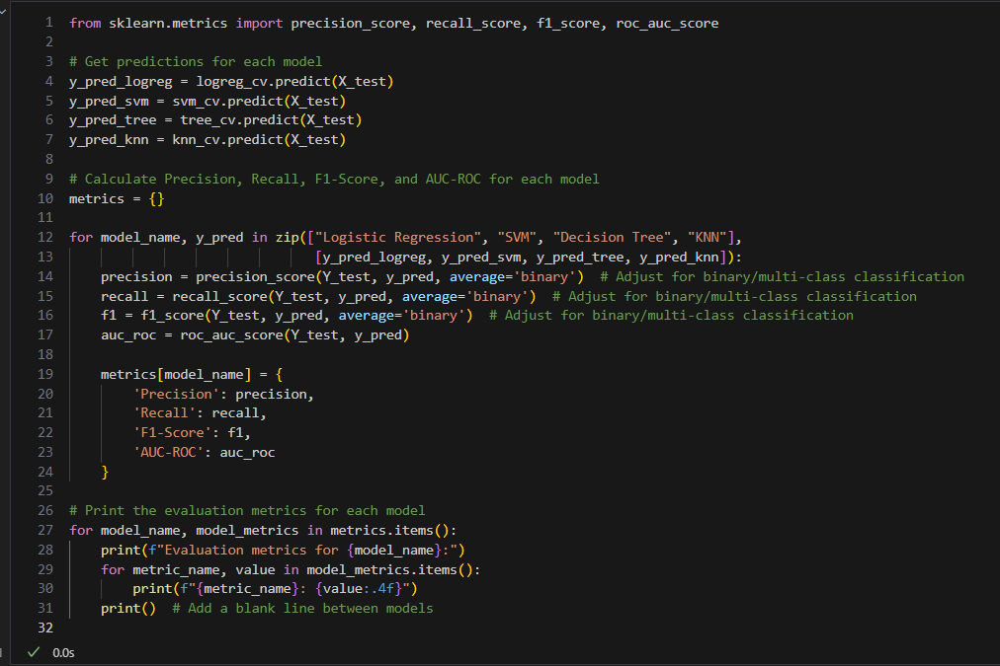 1 from sklearn.metrics import precision_score, recall_score, f1_score, roc_auc_score
2
3 # Get predictions for each model
4 y_pred_logreg = logreg_cv.predict(X_test)
5 y_pred_svm = svm_cv.predict(X_test)
6 y_pred_tree = tree_cv.predict(X_test)
7 y_pred_knn = knn_cv.predict(X_test)
8
9 # Calculate Precision, Recall, F1-Score, and AUC-ROC for each model
10 metrics = {}
11
12 for model_name, y_pred in zip(["Logistic Regression", "SVM", "Decision Tree", "KNN"],
13                                [y_pred_logreg, y_pred_svm, y_pred_tree, y_pred_knn]):
14     precision = precision_score(Y_test, y_pred, average='binary')  # Adjust for binary/multi-class classification
15     recall = recall_score(Y_test, y_pred, average='binary')  # Adjust for binary/multi-class classification
16     f1 = f1_score(Y_test, y_pred, average='binary')  # Adjust for binary/multi-class classification
17     auc_roc = roc_auc_score(Y_test, y_pred)
18
19     metrics[model_name] = {
20         'Precision': precision,
21         'Recall': recall,
22         'F1-Score': f1,
23         'AUC-ROC': auc_roc
24     }
25
26 # Print the evaluation metrics for each model
27 for model_name, model_metrics in metrics.items():
28     print(f"Evaluation metrics for {model_name}:")
29     for metric_name, value in model_metrics.items():
30         print(f"{metric_name}: {value:.4f}")
31     print()  # Add a blank line between models
32
0.0s